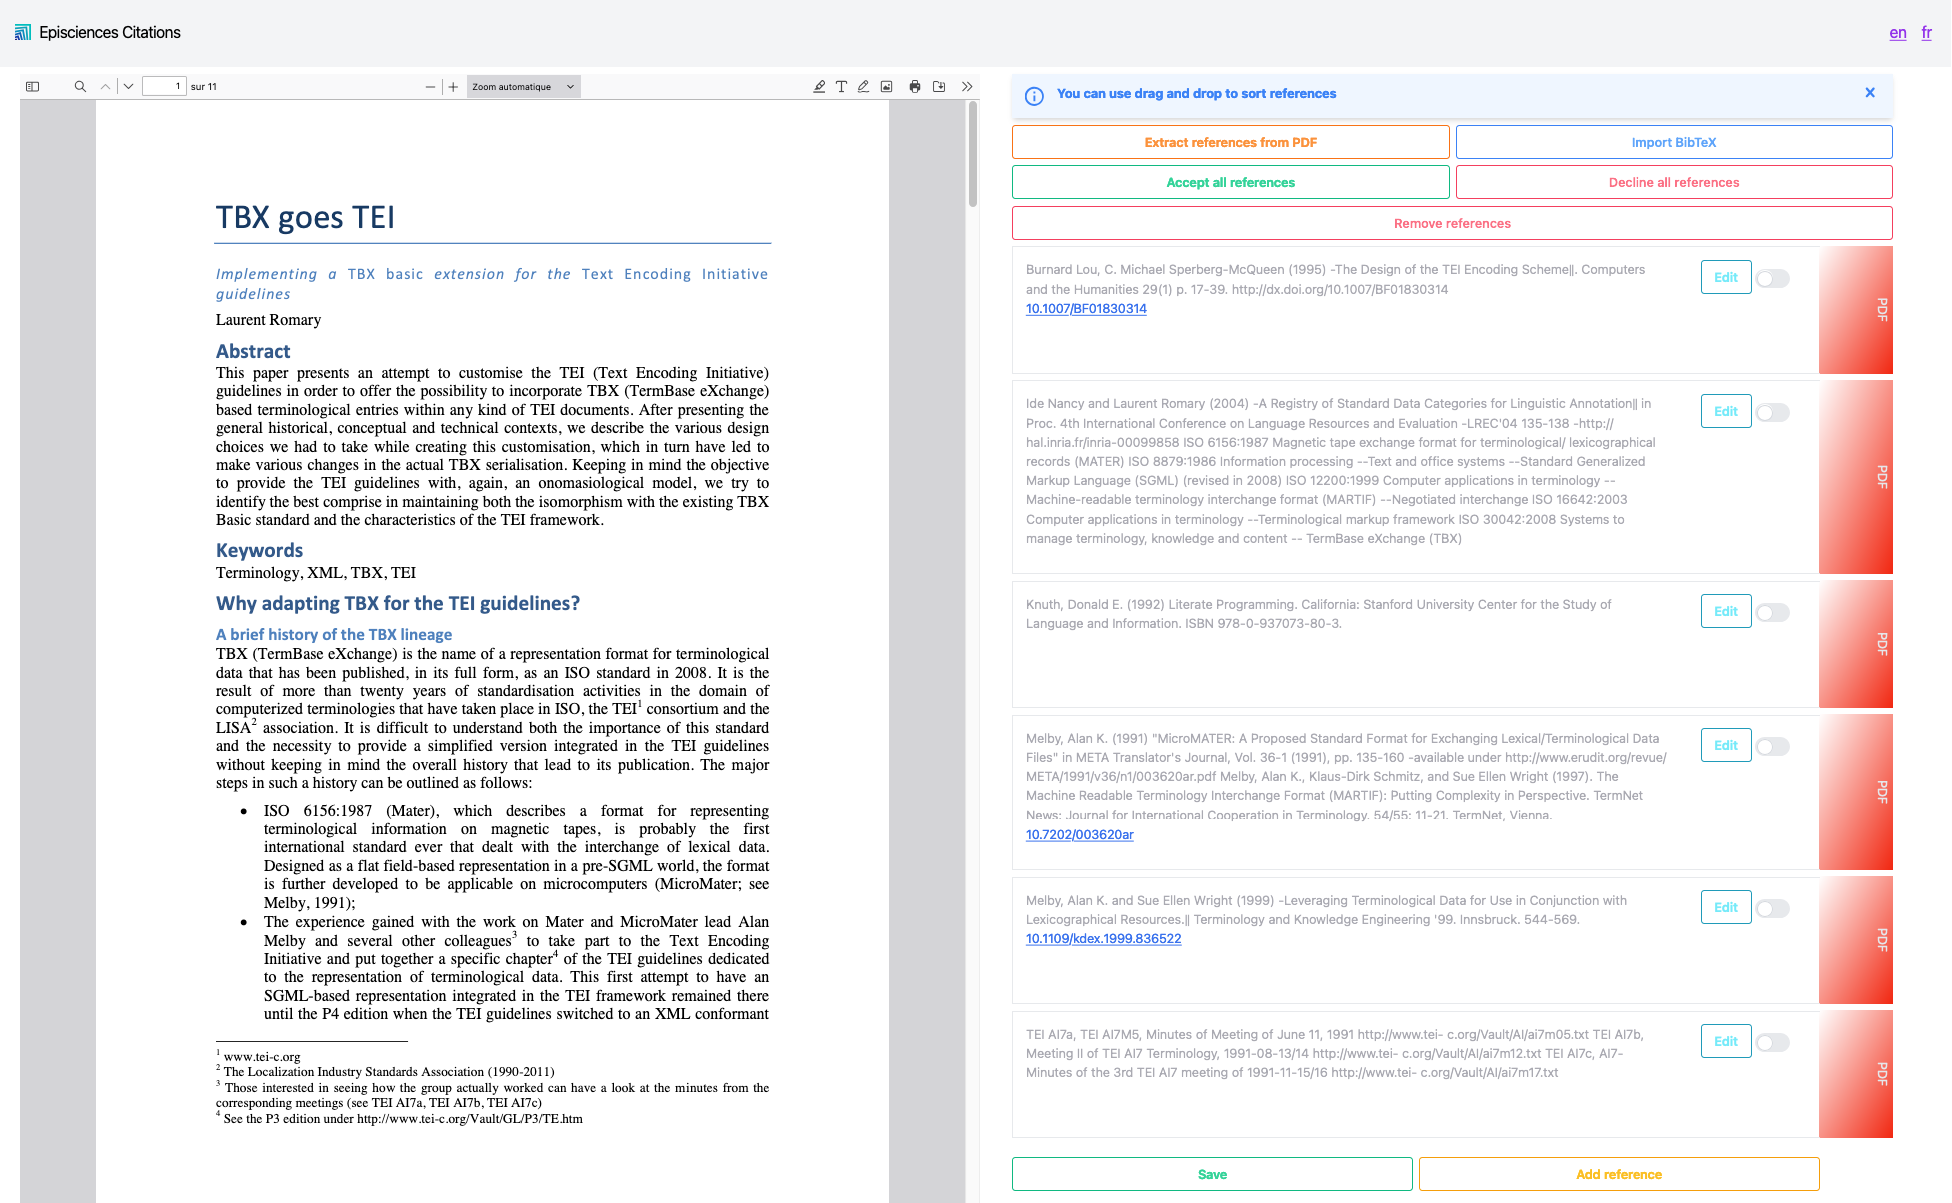 Episciences Citations
en fr
1 sur 11
Zoom automatique
TBX goes TEI
Implementing a TBX basic extension for the Text Encoding Initiative
guidelines
Laurent Romary
Abstract
This paper presents an attempt to customise the TEI (Text Encoding Initiative)
guidelines in order to offer the possibility to incorporate TBX (TermBase eXchange)
based terminological entries within any kind of TEI documents. After presenting the
general historical, conceptual and technical contexts, we describe the various design
choices we had to take while creating this customisation, which in turn have led to
make various changes in the actual TBX serialisation. Keeping in mind the objective
to provide the TEI guidelines with, again, an onomasiological model, we try to
identify the best comprise in maintaining both the isomorphism with the existing TBX
Basic standard and the characteristics of the TEI framework.
Keywords
Terminology, XML, TBX, TEI
Why adapting TBX for the TEI guidelines?
A brief history of the TBX lineage
TBX (TermBase eXchange) is the name of a representation format for terminological
data that has been published, in its full form, as an ISO standard in 2008. It is the
result of more than twenty years of standardisation activities in the domain of
computerized terminologies that have taken place in ISO, the TEI1 consortium and the
LISA2 association. It is difficult to understand both the importance of this standard
and the necessity to provide a simplified version integrated in the TEI guidelines
without keeping in mind the overall history that lead to its publication. The major
steps in such a history can be outlined as follows:
• ISO 6156:1987 (Mater), which describes a format for representing
terminological information on magnetic tapes, is probably the first
international standard ever that dealt with the interchange of lexical data.
Designed as a flat field-based representation in a pre-SGML world, the format
is further developed to be applicable on microcomputers (MicroMater; see
Melby, 1991);
• The experience gained with the work on Mater and MicroMater lead Alan
Melby and several other colleagues3 to take part to the Text Encoding
Initiative and put together a specific chapter4 of the TEI guidelines dedicated
to the representation of terminological data. This first attempt to have an
SGML-based representation integrated in the TEI framework remained there
until the P4 edition when the TEI guidelines switched to an XML conformant
1 www.tei-c.org
2 The Localization Industry Standards Association (1990-2011)
3 Those interested in seeing how the group actually worked can have a look at the minutes from the
corresponding meetings (see TEI AI7a, TEI AI7b, TEI AI7c)
4 See the P3 edition under http://www.tei-c.org/Vault/GL/P3/TE.htm
You can use drag and drop to sort references
Extract references from PDF
Import BibTeX
Accept all references
Decline all references
Remove references
Burnard Lou, C. Michael Sperberg-McQueen (1995) -The Design of the TEI Encoding Scheme‖. Computers
and the Humanities 29(1) p. 17-39. http://dx.doi.org/10.1007/BF01830314
10.1007/BF01830314
Edit
PDF
Ide Nancy and Laurent Romary (2004) -A Registry of Standard Data Categories for Linguistic Annotation‖ in
Proc. 4th International Conference on Language Resources and Evaluation -LREC'04 135-138 -http://
hal.inria.fr/inria-00099858 ISO 6156:1987 Magnetic tape exchange format for terminological/ lexicographical
records (MATER) ISO 8879:1986 Information processing --Text and office systems --Standard Generalized
Markup Language (SGML) (revised in 2008) ISO 12200:1999 Computer applications in terminology --
Machine-readable terminology interchange format (MARTIF) --Negotiated interchange ISO 16642:2003
Computer applications in terminology --Terminological markup framework ISO 30042:2008 Systems to
manage terminology, knowledge and content -- TermBase eXchange (TBX)
Edit
PDF
Knuth, Donald E. (1992) Literate Programming. California: Stanford University Center for the Study of
Language and Information. ISBN 978-0-937073-80-3.
Edit
PDF
Melby, Alan K. (1991) "MicroMATER: A Proposed Standard Format for Exchanging Lexical/Terminological Data
Files" in META Translator's Journal, Vol. 36-1 (1991), pp. 135-160 -available under http://www.erudit.org/revue/
META/1991/v36/n1/003620ar.pdf Melby, Alan K., Klaus-Dirk Schmitz, and Sue Ellen Wright (1997). The
Machine Readable Terminology Interchange Format (MARTIF): Putting Complexity in Perspective. TermNet
News: Journal for International Cooperation in Terminology. 54/55: 11-21. TermNet, Vienna.
10.7202/003620ar
Edit
PDF
Melby, Alan K. and Sue Ellen Wright (1999) -Leveraging Terminological Data for Use in Conjunction with
Lexicographical Resources.‖ Terminology and Knowledge Engineering '99. Innsbruck. 544-569.
10.1109/kdex.1999.836522
Edit
PDF
TEI AI7a, TEI AI7M5, Minutes of Meeting of June 11, 1991 http://www.tei- c.org/Vault/AI/ai7m05.txt TEI AI7b,
Meeting II of TEI AI7 Terminology, 1991-08-13/14 http://www.tei- c.org/Vault/AI/ai7m12.txt TEI AI7c, AI7-
Minutes of the 3rd TEI AI7 meeting of 1991-11-15/16 http://www.tei- c.org/Vault/AI/ai7m17.txt
Edit
PDF
Save
Add reference